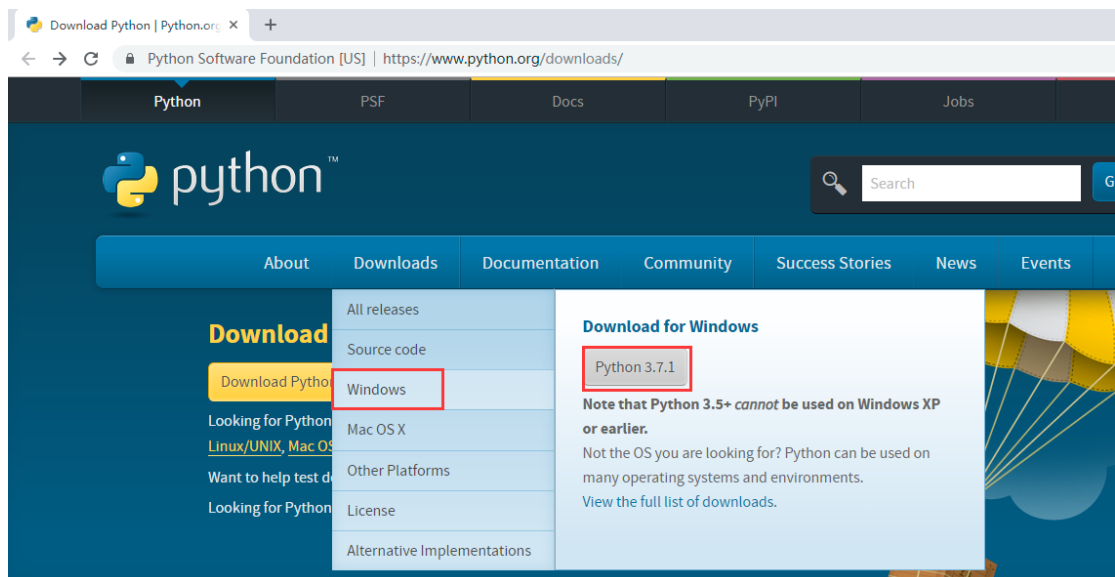 Download Python | Python.org
Python Software Foundation [US] | https://www.python.org/downloads/
Python PSF Docs PyPI Jobs
python™
Search G
About Downloads Documentation Community Success Stories News Events
Download
Download Pytho
Looking for Python
Linux/UNIX, Mac OS
Want to help test d
Looking for Python
All releases
Source code
Windows
Mac OS X
Other Platforms
License
Alternative Implementations
Download for Windows
Python 3.7.1
Note that Python 3.5+ cannot be used on Windows XP
or earlier.
Not the OS you are looking for? Python can be used on
many operating systems and environments.
View the full list of downloads.